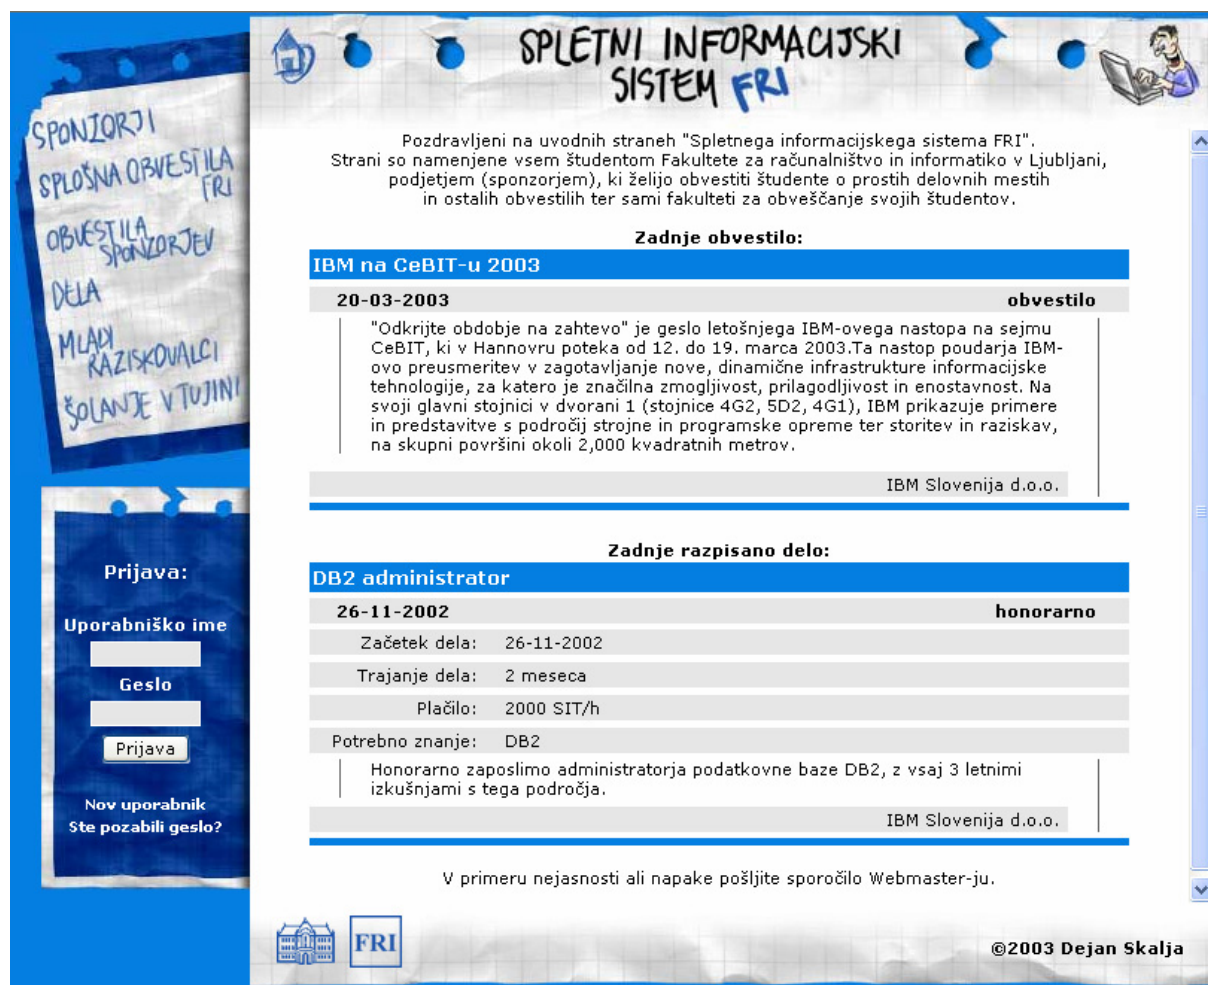 SPLETNI INFORMACIJSKI
SISTEM FRI
SPONZORJI
SPLOŠNA OBVESTILA
FRI
OBVESTILA
SPONZORJEV
DELA
MLADI
RAZISKOVALCI
ŠOLANJE V TUJINI
Prijava:
Uporabniško ime
Geslo
Prijava
Nov uporabnik
Ste pozabili geslo?
Pozdravljeni na uvodnih straneh "Spletnega informacijskega sistema FRI".
Strani so namenjene vsem študentom Fakultete za računalništvo in informatiko v Ljubljani,
podjetjem (sponzorjem), ki želijo obvestiti študente o prostih delovnih mestih
in ostalih obvestilih ter sami fakulteti za obveščanje svojih študentov.
Zadnje obvestilo:
IBM na CeBIT-u 2003
20-03-2003 obvestilo
"Odkrijte obdobje na zahtevo" je geslo letošnjega IBM-ovega nastopa na sejmu
CeBIT, ki v Hannovru poteka od 12. do 19. marca 2003.Ta nastop poudarja IBM-
ovo preusmeritev v zagotavljanje nove, dinamične infrastrukture informacijske
tehnologije, za katero je značilna zmogljivost, prilagodljivost in enostavnost. Na
svoji glavni stojnici v dvorani 1 (stojnice 4G2, 5D2, 4G1), IBM prikazuje primere
in predstavitve s področij strojne in programske opreme ter storitev in raziskav,
na skupni površini okoli 2,000 kvadratnih metrov.
IBM Slovenija d.o.o.
Zadnje razpisano delo:
DB2 administrator
26-11-2002 honorarno
Začetek dela: 26-11-2002
Trajanje dela: 2 meseca
Plačilo: 2000 SIT/h
Potrebno znanje: DB2
Honorarno zaposlimo administratorja podatkovne baze DB2, z vsaj 3 letnimi
izkušnjami s tega področja.
IBM Slovenija d.o.o.
V primeru nejasnosti ali napake pošljite sporočilo Webmaster-ju.
FRI
©2003 Dejan Skalja